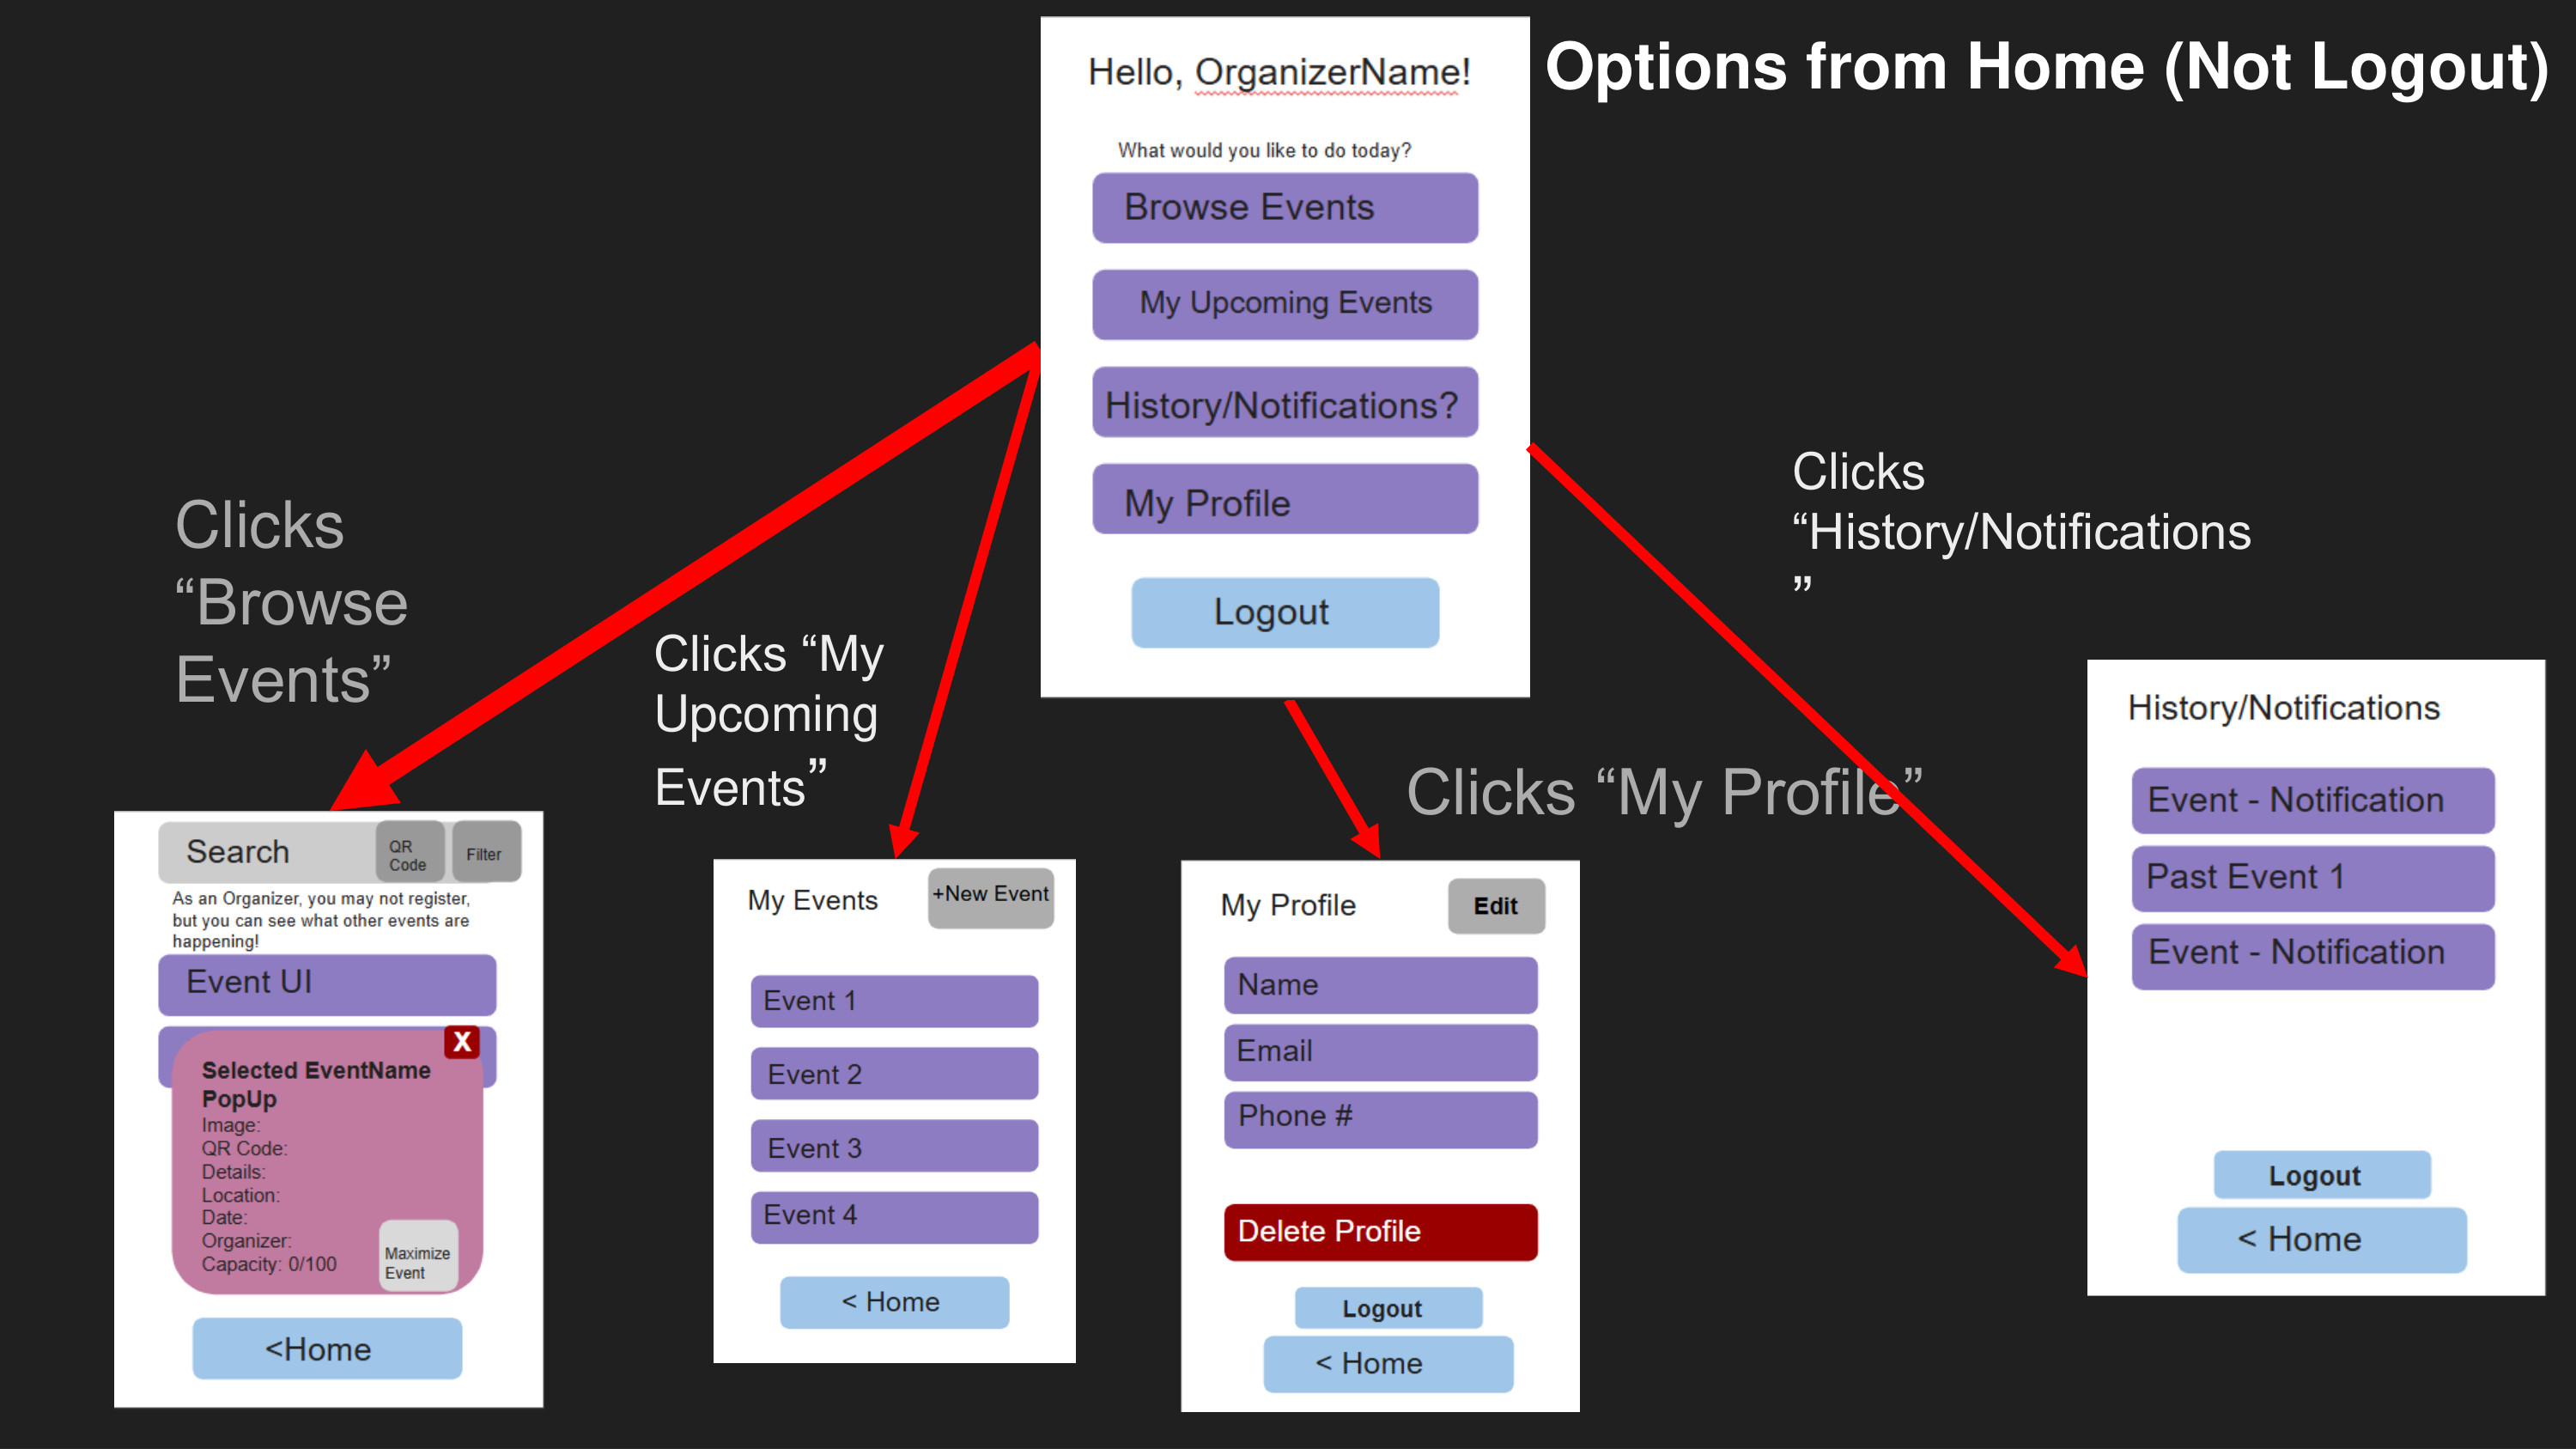 Options from Home (Not Logout)
Hello, OrganizerName!
What would you like to do today?
Browse Events
My Upcoming Events
History/Notifications?
My Profile
Logout
Clicks
“Browse
Events”
Clicks “My
Upcoming
Events”
Clicks “My Profile”
Clicks
“History/Notifications
”
Search
QR
Code
Filter
As an Organizer, you may not register,
but you can see what other events are
happening!
Event UI
X
Selected EventName
PopUp
Image:
QR Code:
Details:
Location:
Date:
Organizer:
Capacity: 0/100
Maximize
Event
<Home
My Events
+New Event
Event 1
Event 2
Event 3
Event 4
< Home
My Profile
Edit
Name
Email
Phone #
Delete Profile
Logout
< Home
History/Notifications
Event - Notification
Past Event 1
Event - Notification
Logout
< Home